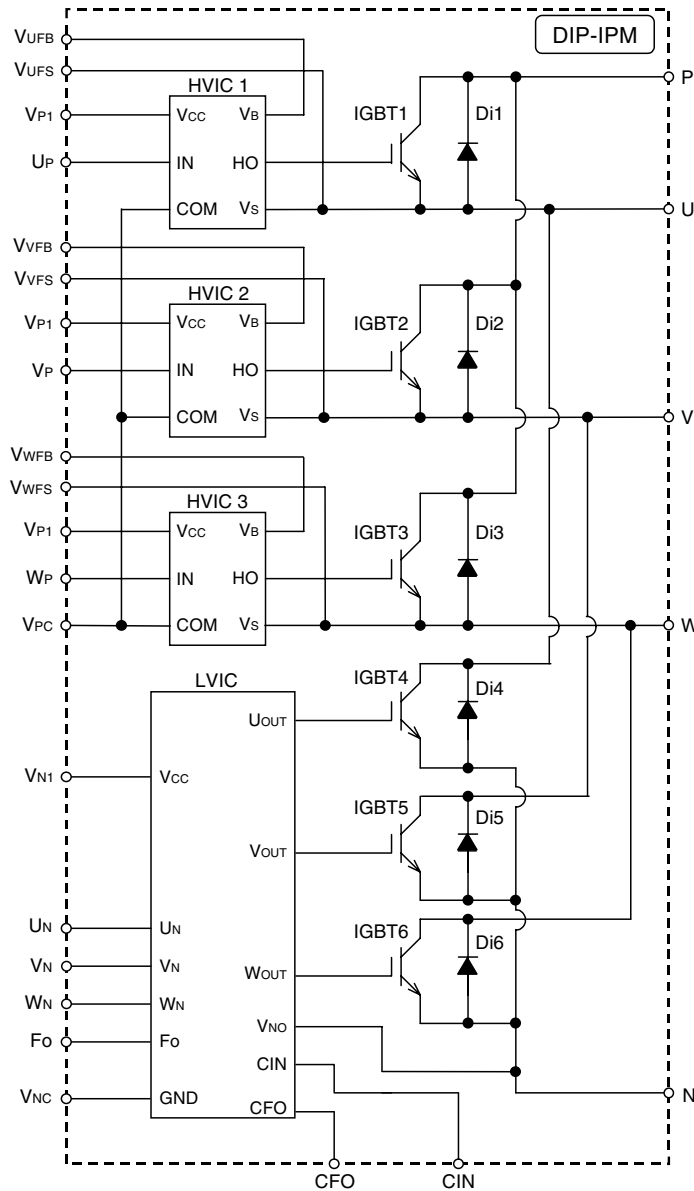 DIP-IPM
VUFB
VUFS
HVIC 1
VP1
VCC
VB
IGBT1
Di1
P
UP
IN
HO
COM
VS
U
VVFB
VVFS
HVIC 2
VP1
VCC
VB
IGBT2
Di2
VP
IN
HO
COM
VS
V
VWFB
VWFS
HVIC 3
VP1
VCC
VB
IGBT3
Di3
WP
IN
HO
VPC
COM
VS
W
LVIC
IGBT4
Di4
UOUT
VN1
VCC
IGBT5
Di5
VOUT
UN
UN
IGBT6
Di6
VN
VN
WOUT
WN
WN
VNO
Fo
Fo
CIN
VNC
GND
CFO
N
CFO
CIN